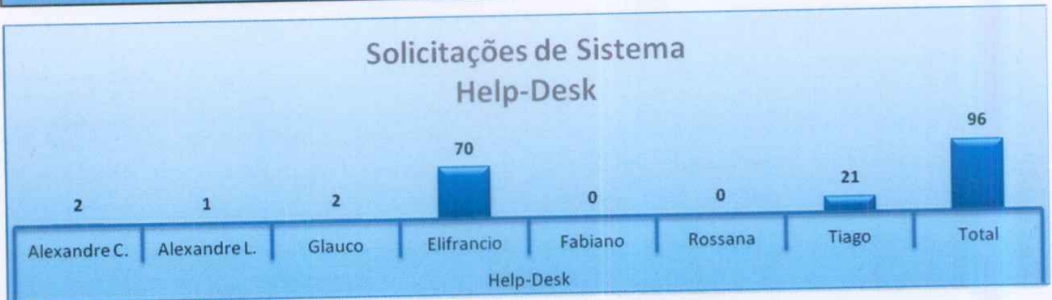 Solicitações de Sistema
Help-Desk
2 1 2 70 0 0 21 96
Alexandre C. Alexandre L. Glauco Elifrancio Fabiano Rossana Tiago Total
Help-Desk